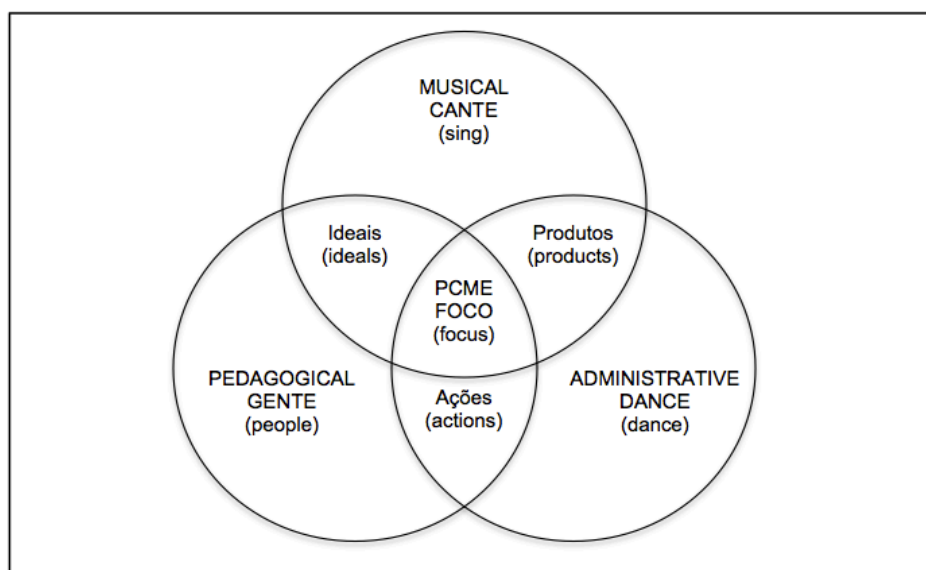 MUSICAL
CANTE
(sing)
Ideais
(ideals)
Produtos
(products)
PCME
FOCO
(focus)
PEDAGOGICAL
GENTE
(people)
Ações
(actions)
ADMINISTRATIVE
DANCE
(dance)